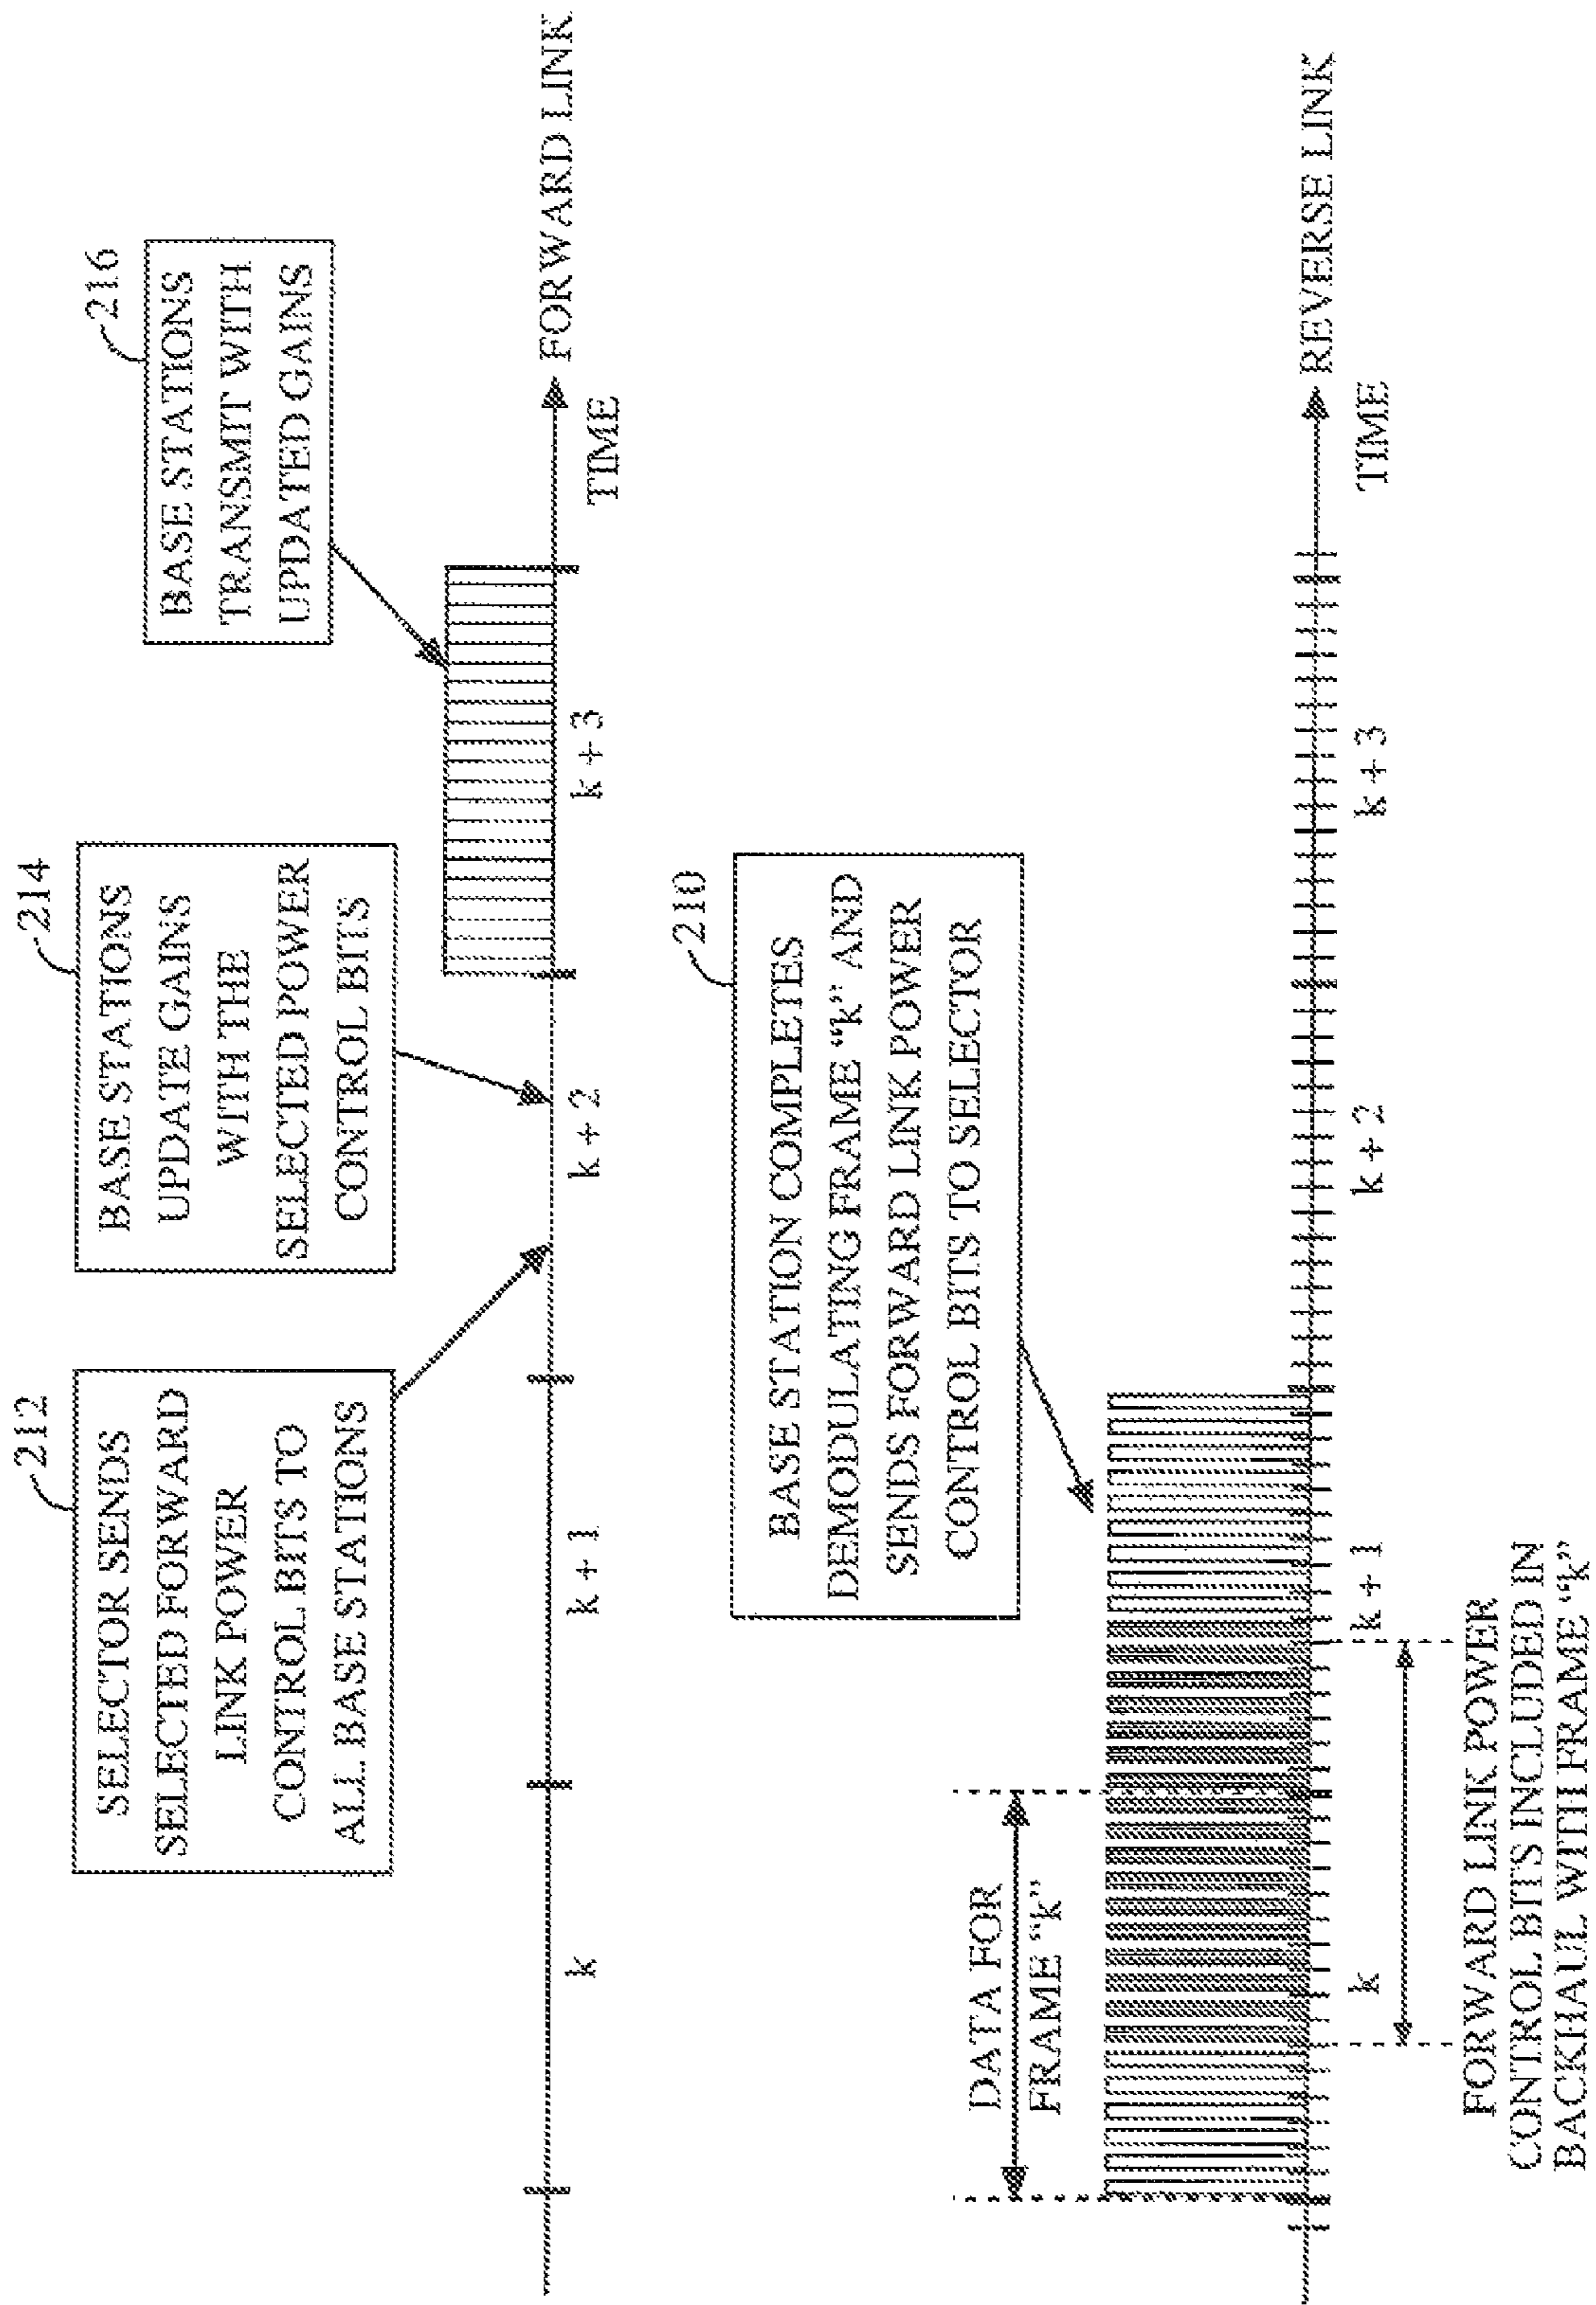 212
SELECTOR SENDS
SELECTED FORWARD
LINK POWER
CONTROL BITS TO
ALL BASE STATIONS
214
BASE STATIONS
UPDATE GAINS
WITH THE
SELECTED POWER
CONTROL BITS
216
BASE STATIONS
TRANSMIT WITH
UPDATED GAINS
FORWARD LINK
k
k + 1
k + 2
k + 3
TIME
210
BASE STATION COMPLETES
DEMODULATING FRAME “k” AND
SENDS FORWARD LINK POWER
CONTROL BITS TO SELECTOR
DATA FOR
FRAME “k”
REVERSE LINK
k
k + 1
k + 2
k + 3
TIME
FORWARD LINK POWER
CONTROL BITS INCLUDED IN
BACKHAUL WITH FRAME “k”